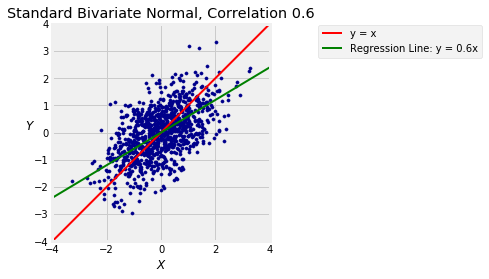 Standard Bivariate Normal, Correlation 0.6
y = x
Regression Line: y = 0.6x
4
3
2
1
0
−1
−2
−3
−4
Y
−4 −2 0 2 4
X